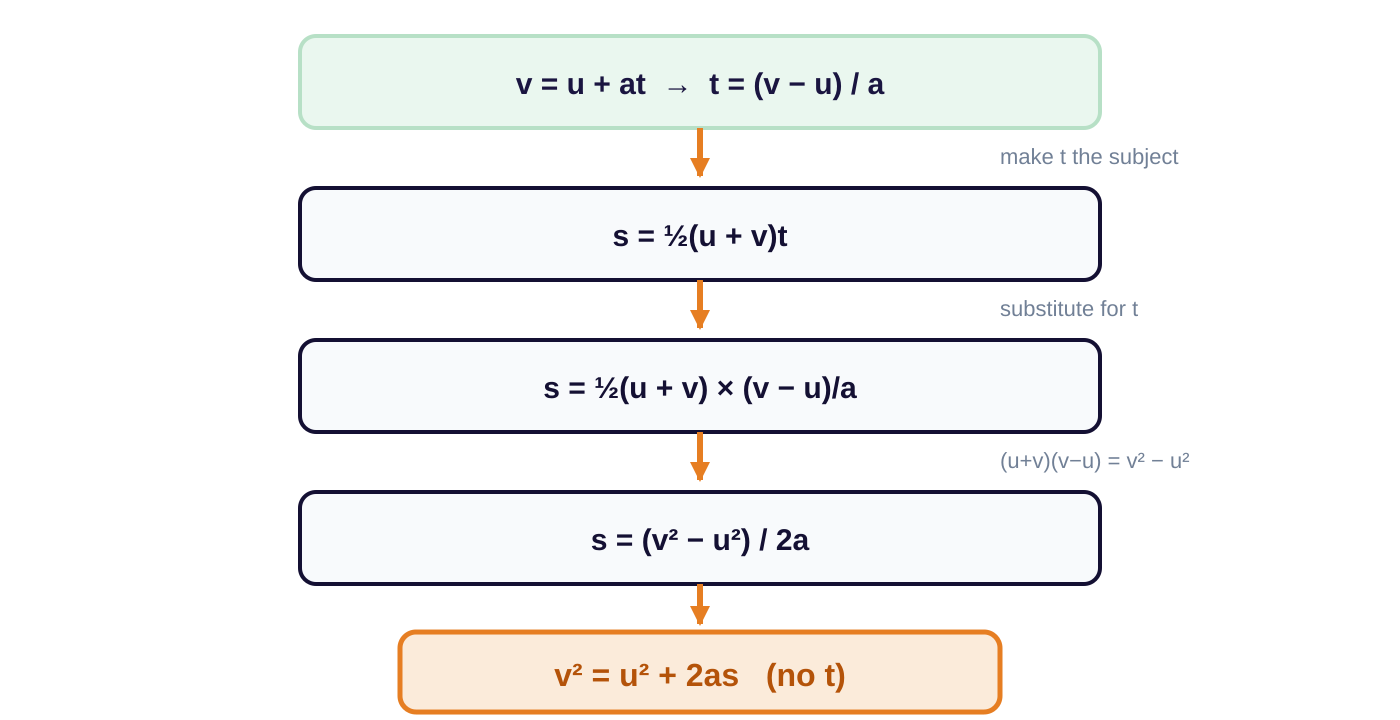 v = u + at → t = (v − u) / a
make t the subject
s = ½(u + v)t
substitute for t
s = ½(u + v) × (v − u)/a
(u+v)(v−u) = v² − u²
s = (v² − u²) / 2a
v² = u² + 2as (no t)